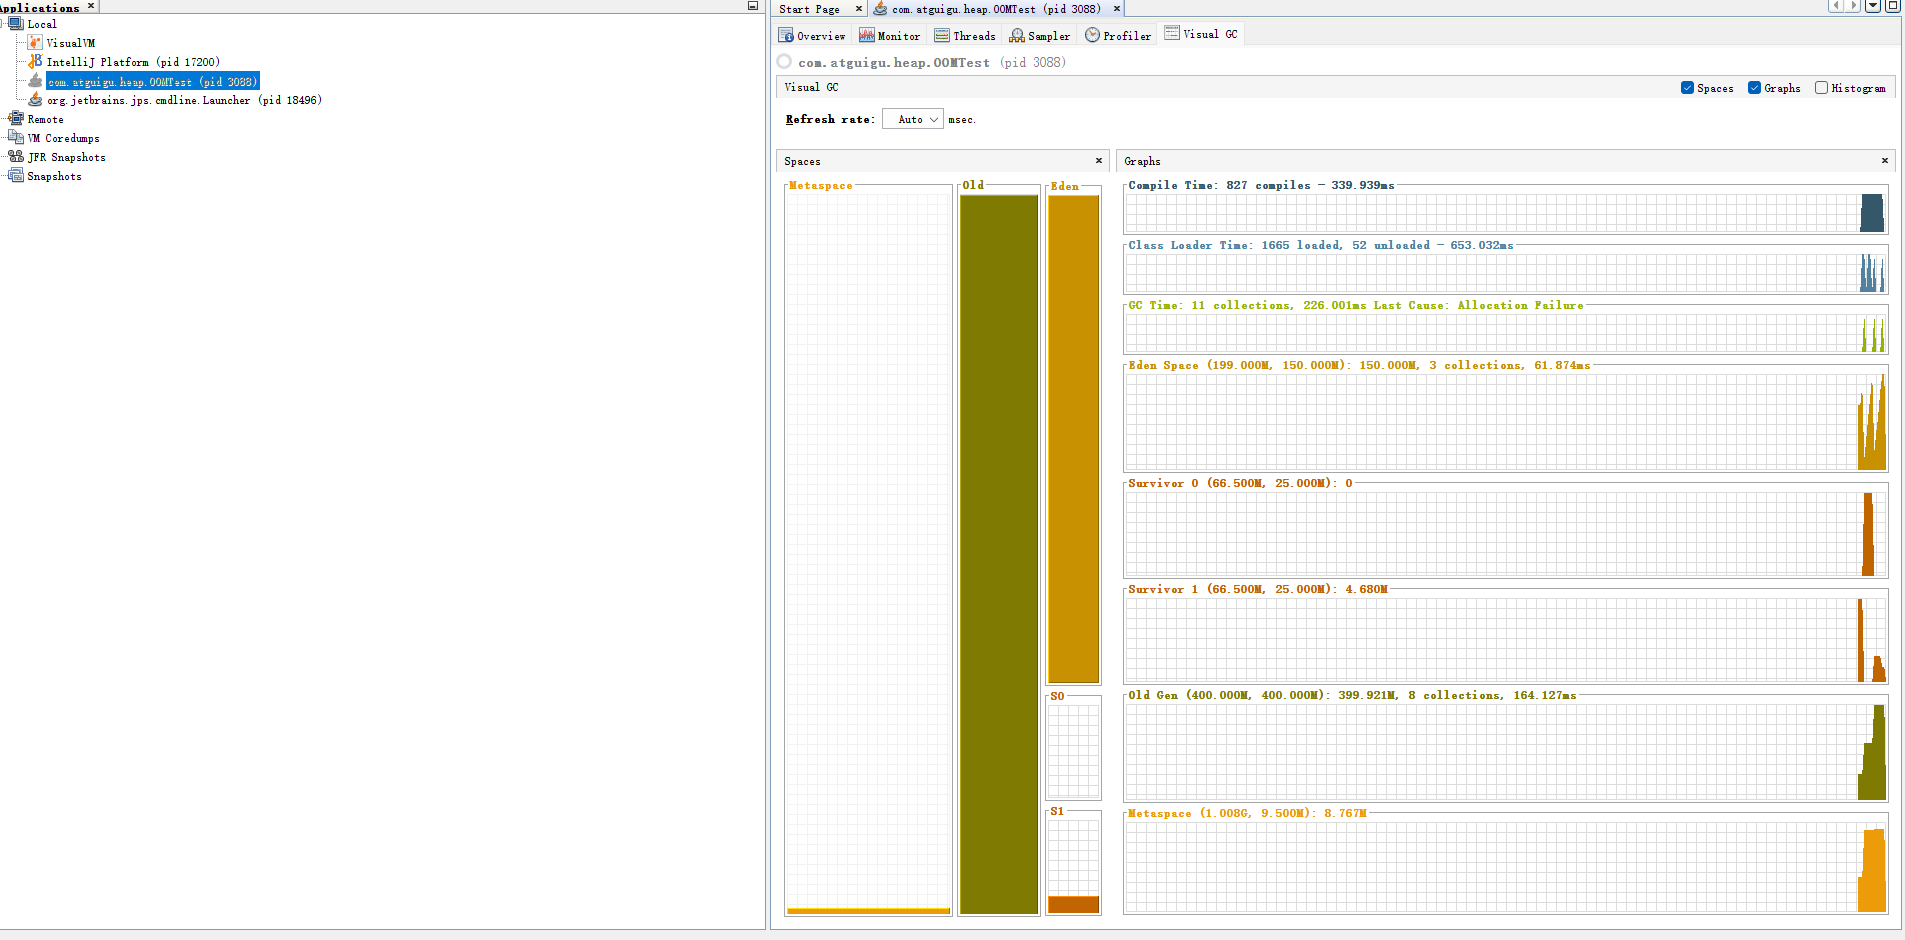 Applications ×
Local
VisualVM
IntelliJ Platform (pid 17200)
com.atguigu.heap.OOMTest (pid 3088)
org.jetbrains.jps.cmdline.Launcher (pid 18496)
Remote
VM Coredumps
JFR Snapshots
Snapshots
Start Page × com.atguigu.heap.OOMTest (pid 3088) ×
Overview Monitor Threads Sampler Profiler Visual GC
com.atguigu.heap.OOMTest (pid 3088)
Visual GC Spaces Graphs Histogram
Refresh rate: Auto msec.
Spaces ×
Metaspace Old Eden
S0
S1
Graphs ×
Compile Time: 827 compiles - 339.939ms
Class Loader Time: 1665 loaded, 52 unloaded - 653.032ms
GC Time: 11 collections, 226.001ms Last Cause: Allocation Failure
Eden Space (199.000M, 150.000M): 150.000M, 3 collections, 61.874ms
Survivor 0 (66.500M, 25.000M): 0
Survivor 1 (66.500M, 25.000M): 4.680M
Old Gen (400.000M, 400.000M): 399.921M, 8 collections, 164.127ms
Metaspace (1.008G, 9.500M): 8.767M